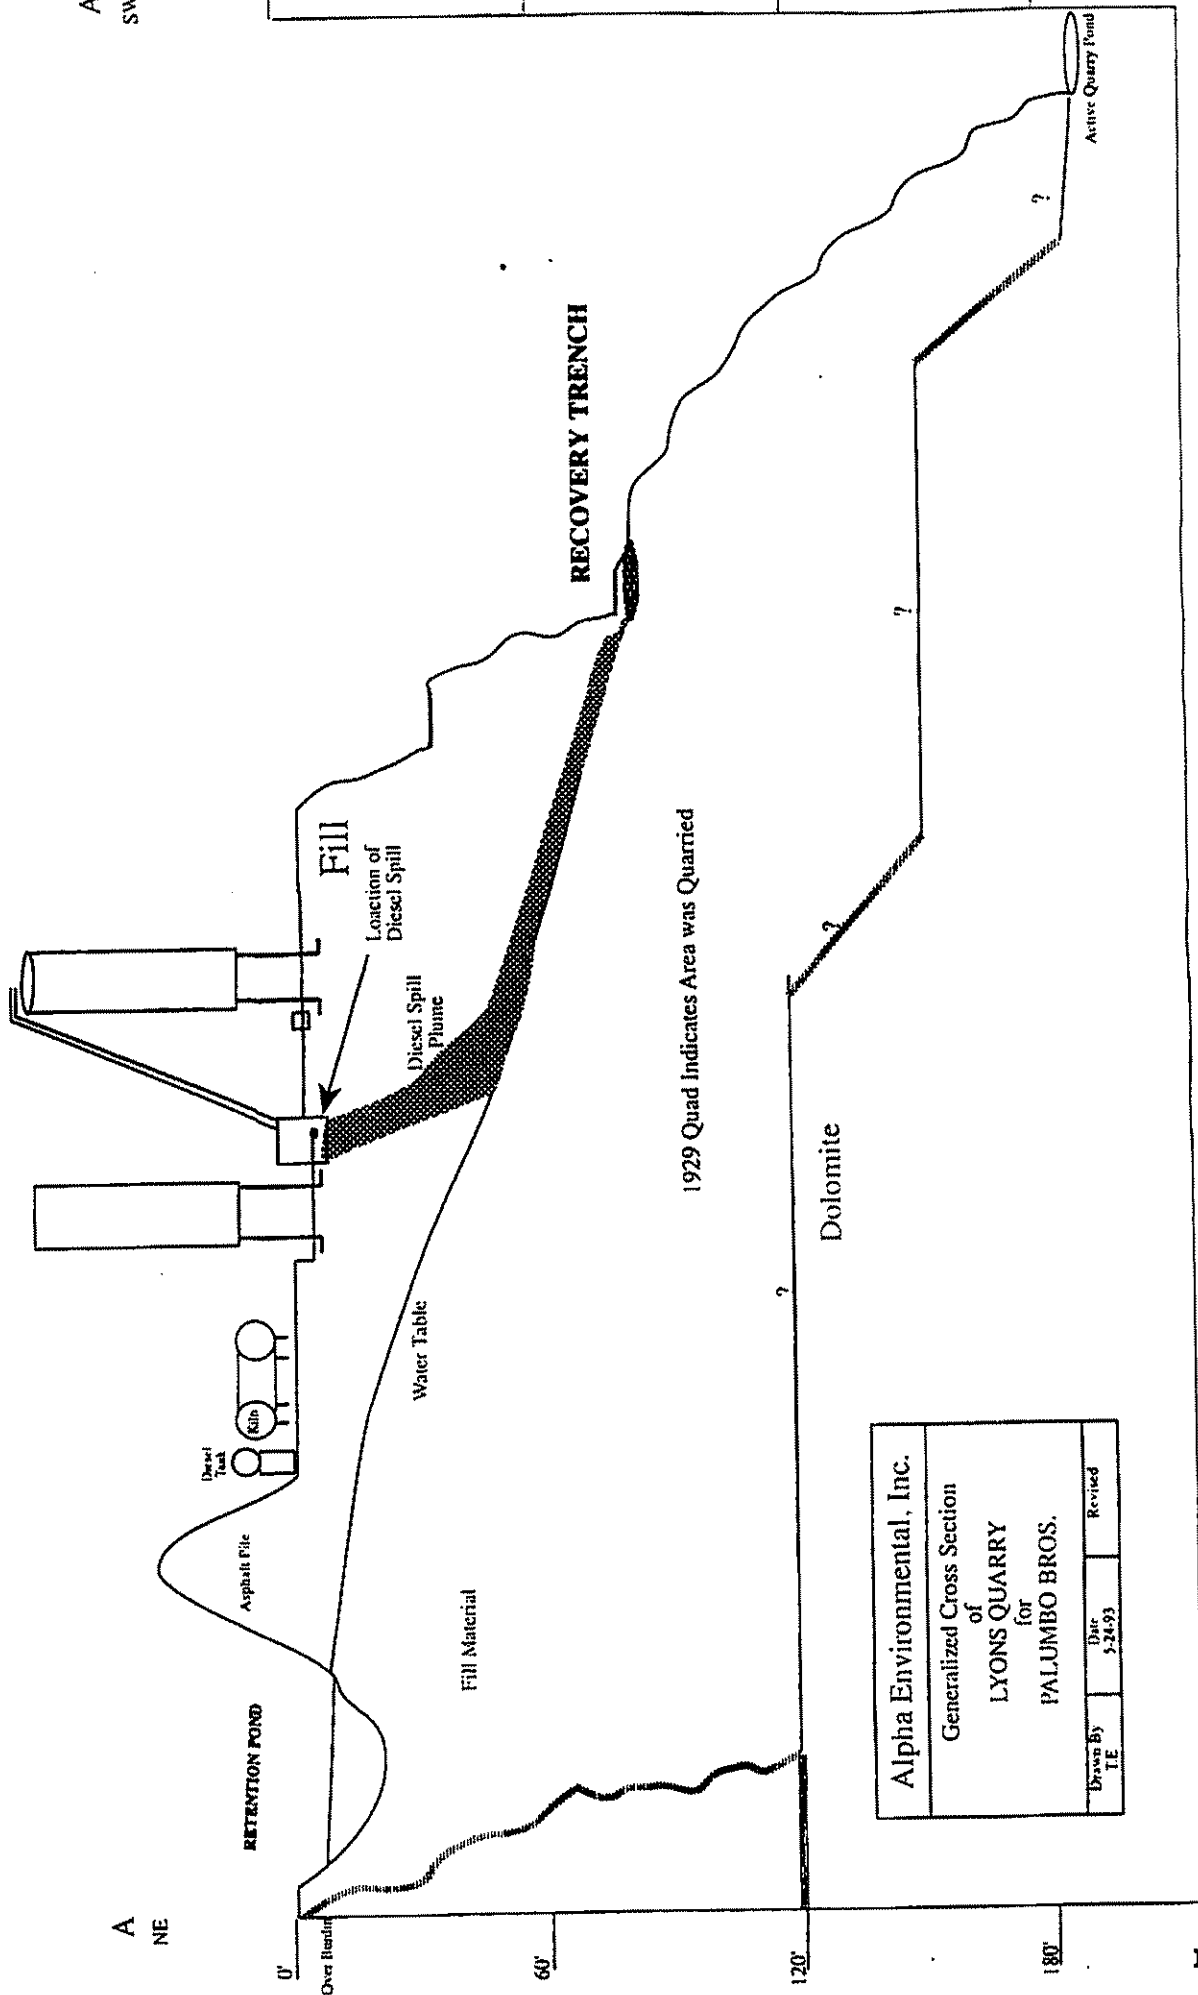 A
NE
A
SW
RETENTION POND
Asphalt Pile
Diesel
Tank
Kiln
0'
Over Burden
60'
120'
180'
Fill
Loaction of
Diesel Spill
Diesel Spill
Plume
Water Table
Fill Material
RECOVERY TRENCH
1929 Quad Indicates Area was Quarried
Dolomite
?
?
?
?
Active Quarry Pond
Alpha Environmental, Inc.
Generalized Cross Section
of
LYONS QUARRY
for
PALUMBO BROS.
Drawn By
T.E
Date
5-24-93
Revised